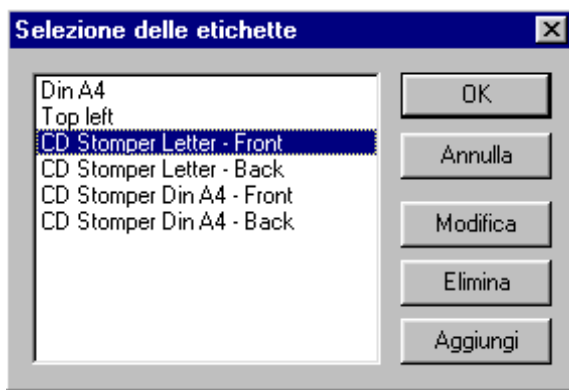 Selezione delle etichette
Din A4
Top left
CD Stomper Letter - Front
CD Stomper Letter - Back
CD Stomper Din A4 - Front
CD Stomper Din A4 - Back
OK
Annulla
Modifica
Elimina
Aggiungi